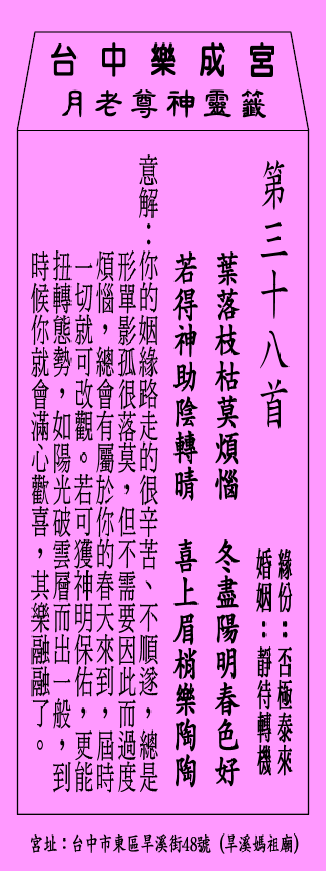 台中樂成宮
月老尊神靈籤
第三十八首
緣份：否極泰來
婚姻：靜待轉機
葉落枝枯莫煩惱　冬盡陽明春色好
若得神助陰轉晴　喜上眉梢樂陶陶
意解：你的姻緣路走的很辛苦、不順遂，總是
形單影孤很落莫，但不需要因此而過度
煩惱，總會有屬於你的春天來到，屆時
一切就可改觀。若可獲神明保佑，更能
扭轉態勢，如陽光破雲層而出一般，到
時候你就會滿心歡喜，其樂融融了。
宮址：台中市東區旱溪街48號（旱溪媽祖廟）